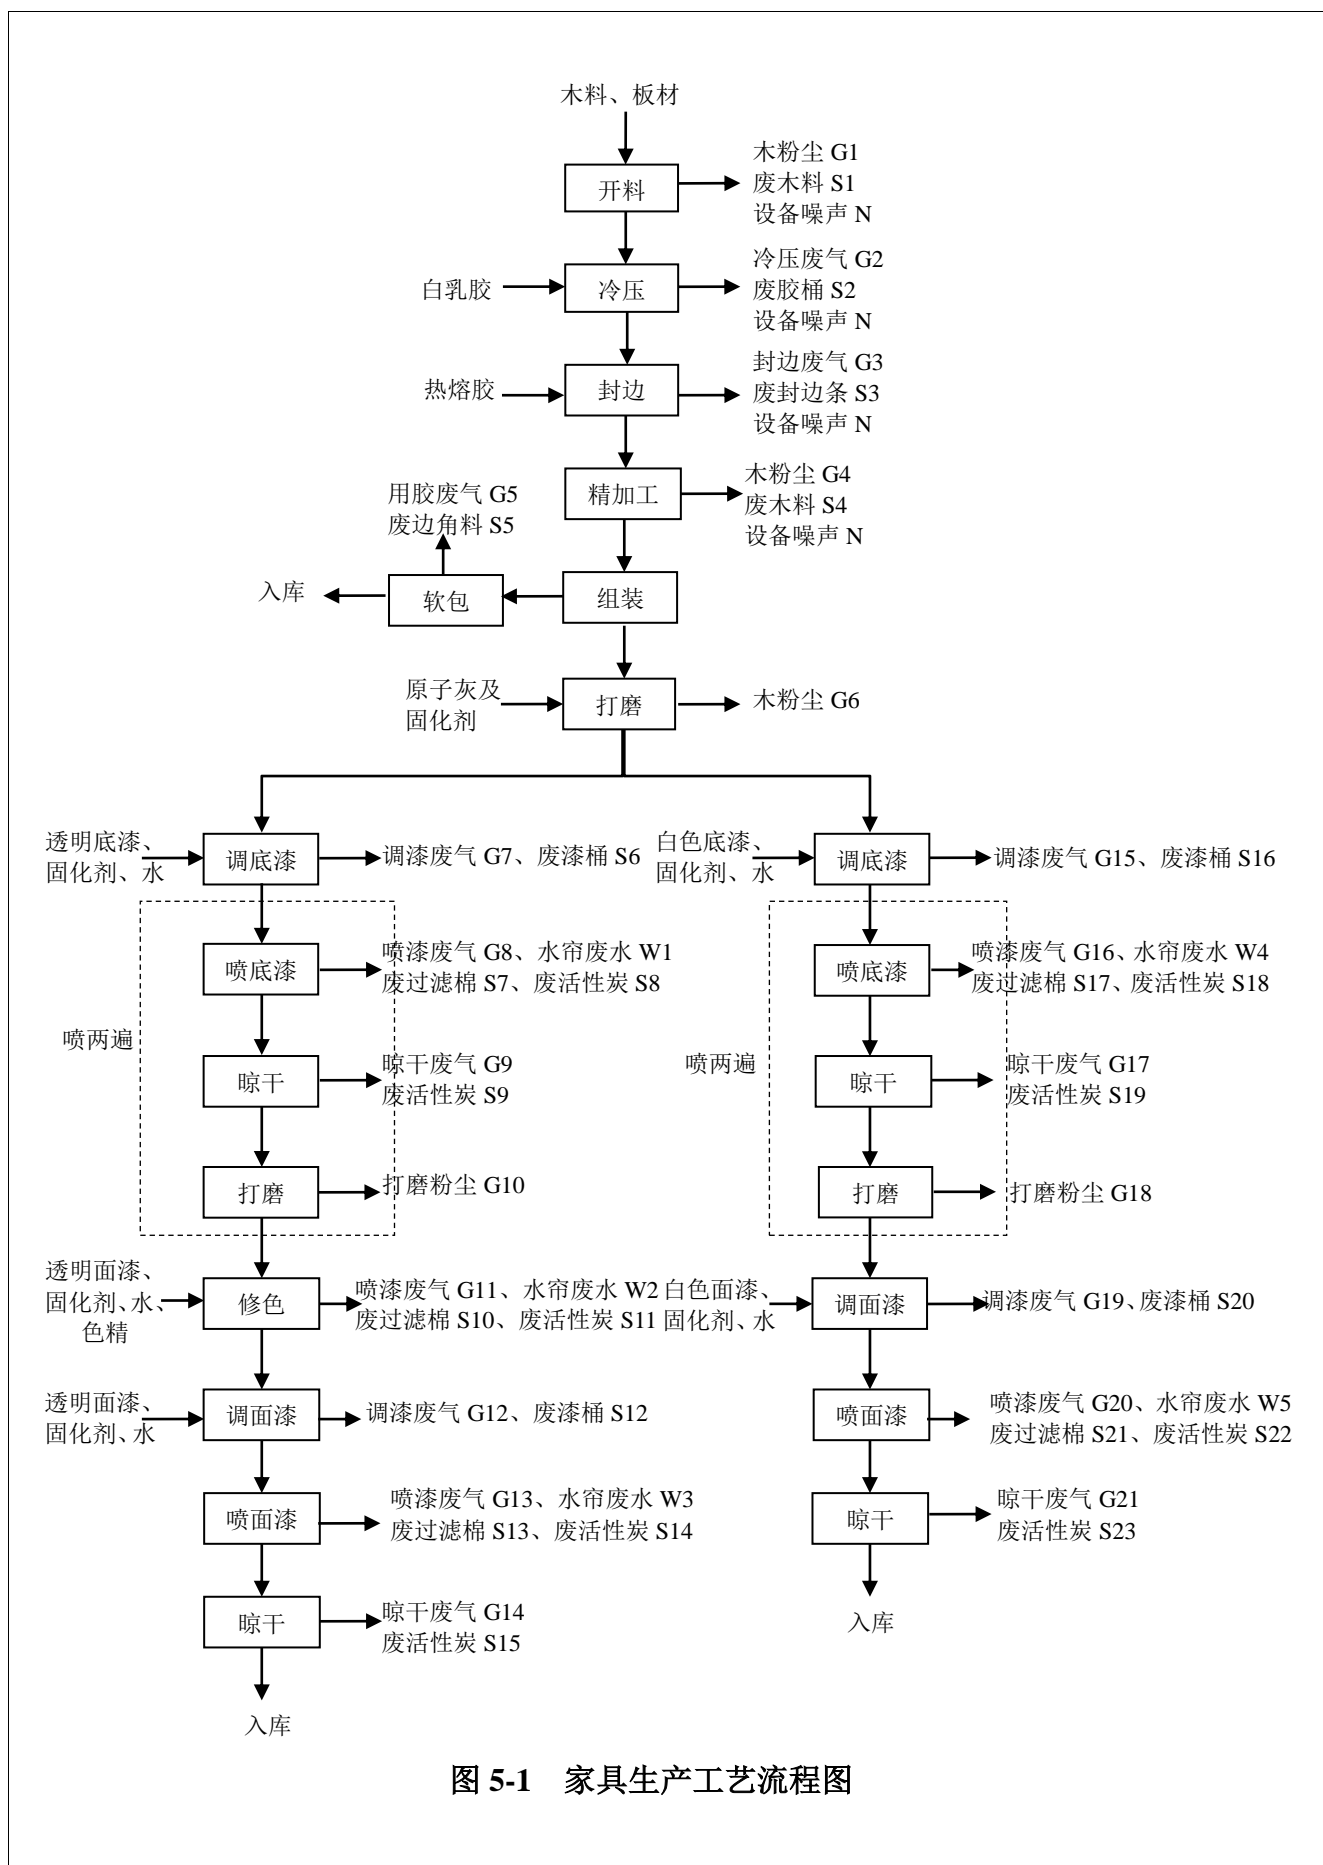 木料、板材
开料
木粉尘 G1
废木料 S1
设备噪声 N
白乳胶
冷压
冷压废气 G2
废胶桶 S2
设备噪声 N
热熔胶
封边
封边废气 G3
废封边条 S3
设备噪声 N
精加工
木粉尘 G4
废木料 S4
设备噪声 N
用胶废气 G5
废边角料 S5
入库
软包
组装
原子灰及
固化剂
打磨
木粉尘 G6
透明底漆、
固化剂、水
调底漆
调漆废气 G7、废漆桶 S6
喷两遍
喷底漆
喷漆废气 G8、水帘废水 W1
废过滤棉 S7、废活性炭 S8
晾干
晾干废气 G9
废活性炭 S9
打磨
打磨粉尘 G10
透明面漆、
固化剂、水、
色精
修色
喷漆废气 G11、水帘废水 W2
废过滤棉 S10、废活性炭 S11
透明面漆、
固化剂、水
调面漆
调漆废气 G12、废漆桶 S12
喷面漆
喷漆废气 G13、水帘废水 W3
废过滤棉 S13、废活性炭 S14
晾干
晾干废气 G14
废活性炭 S15
入库
白色底漆、
固化剂、水
调底漆
调漆废气 G15、废漆桶 S16
喷两遍
喷底漆
喷漆废气 G16、水帘废水 W4
废过滤棉 S17、废活性炭 S18
晾干
晾干废气 G17
废活性炭 S19
打磨
打磨粉尘 G18
白色面漆、
固化剂、水
调面漆
调漆废气 G19、废漆桶 S20
喷面漆
喷漆废气 G20、水帘废水 W5
废过滤棉 S21、废活性炭 S22
晾干
晾干废气 G21
废活性炭 S23
入库
图 5-1 家具生产工艺流程图